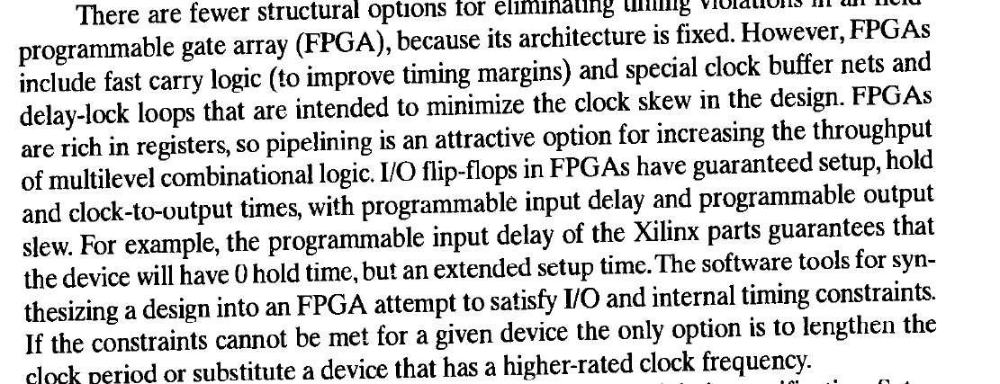 There are fewer structural options for eliminating timing violations in an field-
programmable gate array (FPGA), because its architecture is fixed. However, FPGAs
include fast carry logic (to improve timing margins) and special clock buffer nets and
delay-lock loops that are intended to minimize the clock skew in the design. FPGAs
are rich in registers, so pipelining is an attractive option for increasing the throughput
of multilevel combinational logic. I/O flip-flops in FPGAs have guaranteed setup, hold
and clock-to-output times, with programmable input delay and programmable output
slew. For example, the programmable input delay of the Xilinx parts guarantees that
the device will have 0 hold time, but an extended setup time. The software tools for syn-
thesizing a design into an FPGA attempt to satisfy I/O and internal timing constraints.
If the constraints cannot be met for a given device the only option is to lengthen the
clock period or substitute a device that has a higher-rated clock frequency.